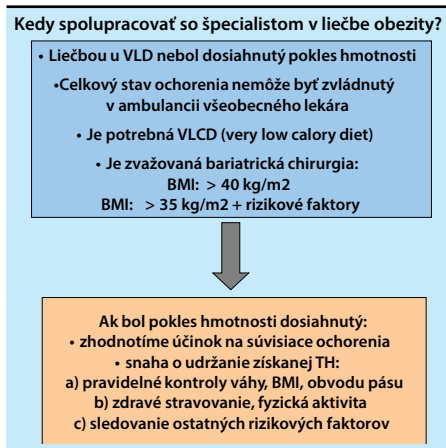 Kedy spolupracovať so špecialistom v liečbe obezity?
• Liečbou u VLD nebol dosiahnutý pokles hmotnosti
•Celkový stav ochorenia nemôže byť zvládnutý
v ambulancii všeobecného lekára
• Je potrebná VLCD (very low calory diet)
• Je zvažovaná bariatrická chirurgia:
BMI: > 40 kg/m2
BMI: > 35 kg/m2 + rizikové faktory
Ak bol pokles hmotnosti dosiahnutý:
• zhodnotíme účinok na súvisiace ochorenia
• snaha o udržanie získanej TH:
a) pravidelné kontroly váhy, BMI, obvodu pásu
b) zdravé stravovanie, fyzická aktivita
c) sledovanie ostatných rizikových faktorov